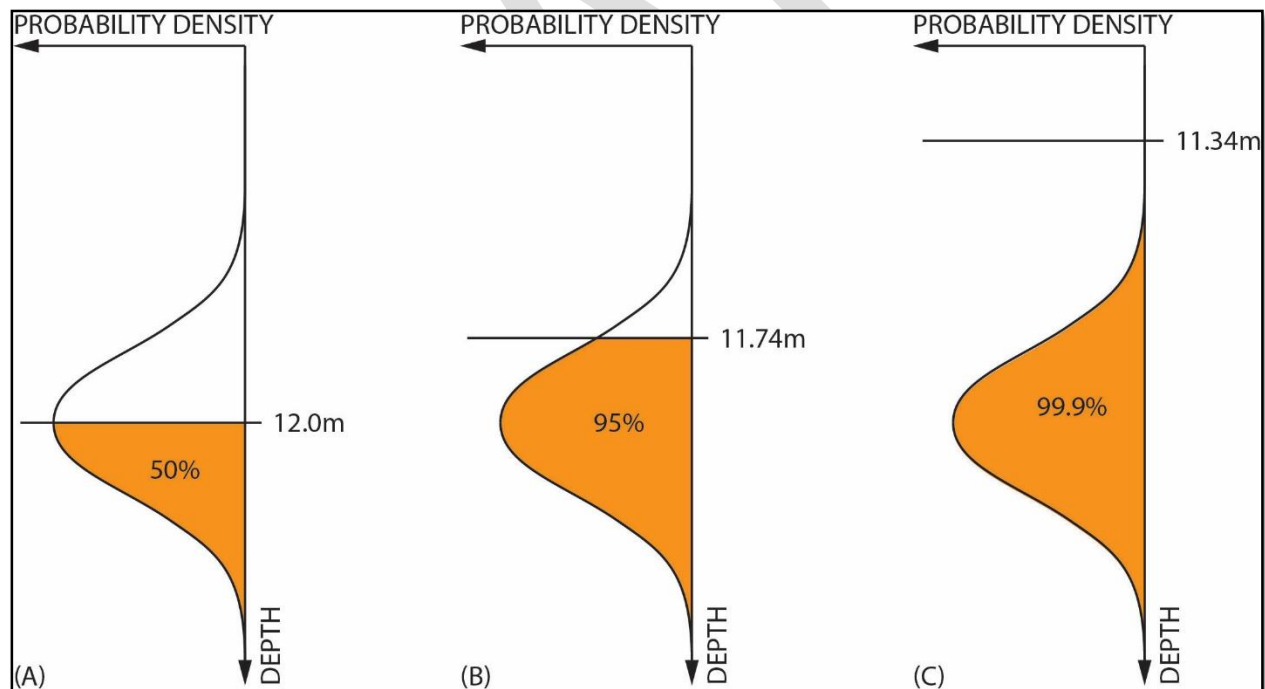 PROBABILITY DENSITY
12.0m
50%
DEPTH
(A)
PROBABILITY DENSITY
11.74m
95%
DEPTH
(B)
PROBABILITY DENSITY
11.34m
99.9%
DEPTH
(C)